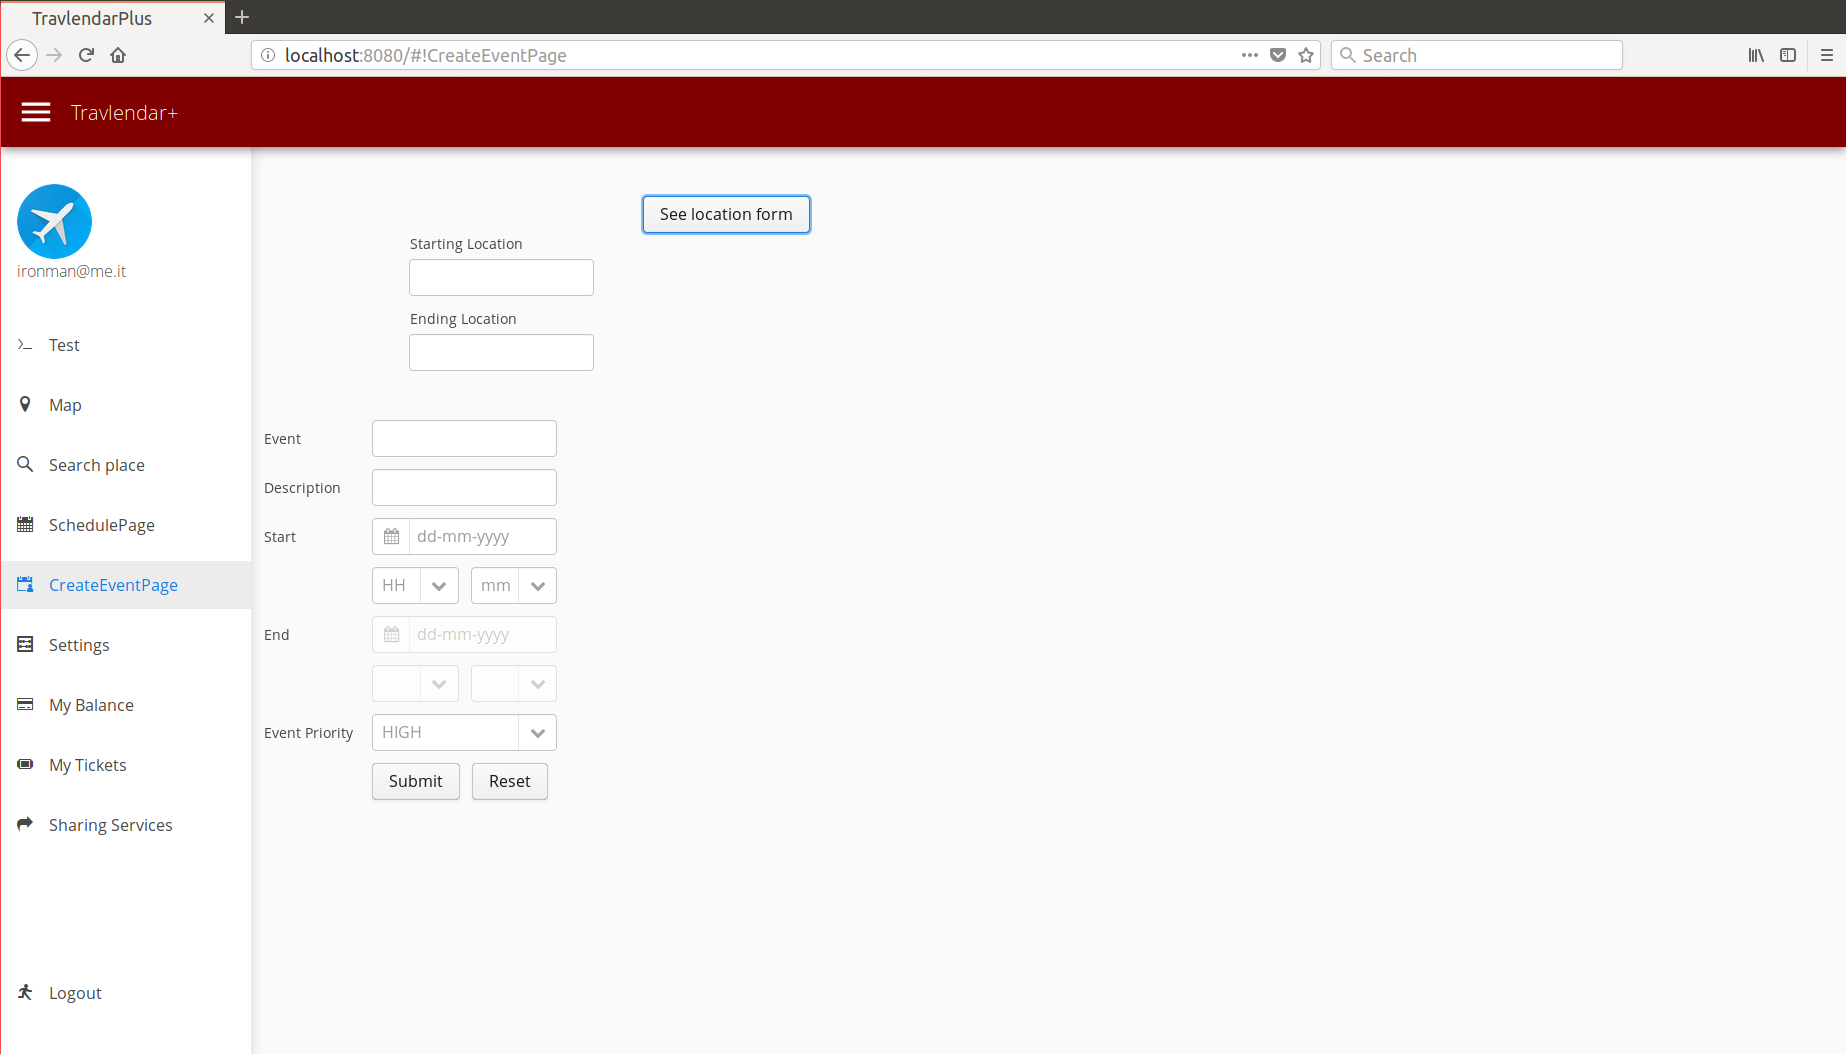 TravlendarPlus
localhost:8080/#!CreateEventPage
Search
Travlendar+
ironman@me.it
Test
Map
Search place
SchedulePage
CreateEventPage
Settings
My Balance
My Tickets
Sharing Services
Logout
See location form
Starting Location
Ending Location
Event
Description
Start
dd-mm-yyyy
HH mm
End
dd-mm-yyyy
Event Priority
HIGH
Submit Reset